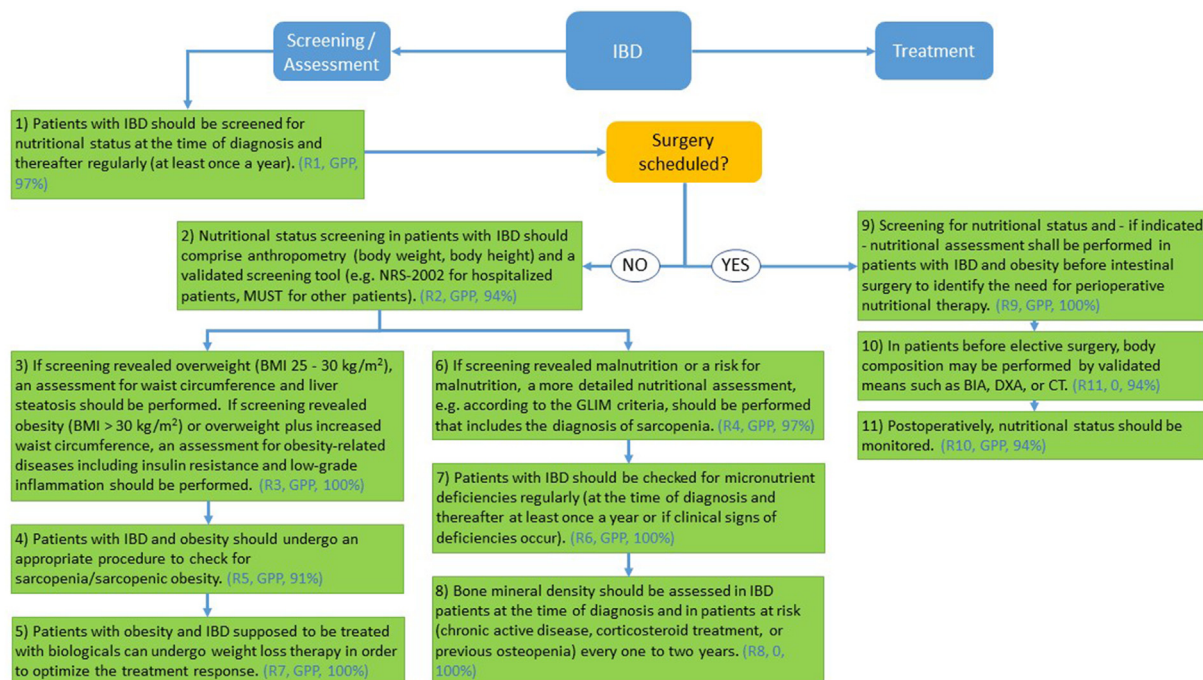 Screening /
Assessment
IBD
Treatment
1) Patients with IBD should be screened for
nutritional status at the time of diagnosis and
thereafter regularly (at least once a year). (R1, GPP,
97%)
Surgery
scheduled?
2) Nutritional status screening in patients with IBD should
comprise anthropometry (body weight, body height) and a
validated screening tool (e.g. NRS-2002 for hospitalized
patients, MUST for other patients). (R2, GPP, 94%)
NO
YES
9) Screening for nutritional status and - if indicated
- nutritional assessment shall be performed in
patients with IBD and obesity before intestinal
surgery to identify the need for perioperative
nutritional therapy. (R9, GPP, 100%)
3) If screening revealed overweight (BMI 25 - 30 kg/m²),
an assessment for waist circumference and liver
steatosis should be performed. If screening revealed
obesity (BMI > 30 kg/m²) or overweight plus increased
waist circumference, an assessment for obesity-related
diseases including insulin resistance and low-grade
inflammation should be performed. (R3, GPP, 100%)
6) If screening revealed malnutrition or a risk for
malnutrition, a more detailed nutritional assessment,
e.g. according to the GLIM criteria, should be performed
that includes the diagnosis of sarcopenia. (R4, GPP, 97%)
10) In patients before elective surgery, body
composition may be performed by validated
means such as BIA, DXA, or CT. (R11, 0, 94%)
11) Postoperatively, nutritional status should be
monitored. (R10, GPP, 94%)
7) Patients with IBD should be checked for micronutrient
deficiencies regularly (at the time of diagnosis and
thereafter at least once a year or if clinical signs of
deficiencies occur). (R6, GPP, 100%)
4) Patients with IBD and obesity should undergo an
appropriate procedure to check for
sarcopenia/sarcopenic obesity. (R5, GPP, 91%)
8) Bone mineral density should be assessed in IBD
patients at the time of diagnosis and in patients at risk
(chronic active disease, corticosteroid treatment, or
previous osteopenia) every one to two years. (R8, 0,
100%)
5) Patients with obesity and IBD supposed to be treated
with biologicals can undergo weight loss therapy in order
to optimize the treatment response. (R7, GPP, 100%)